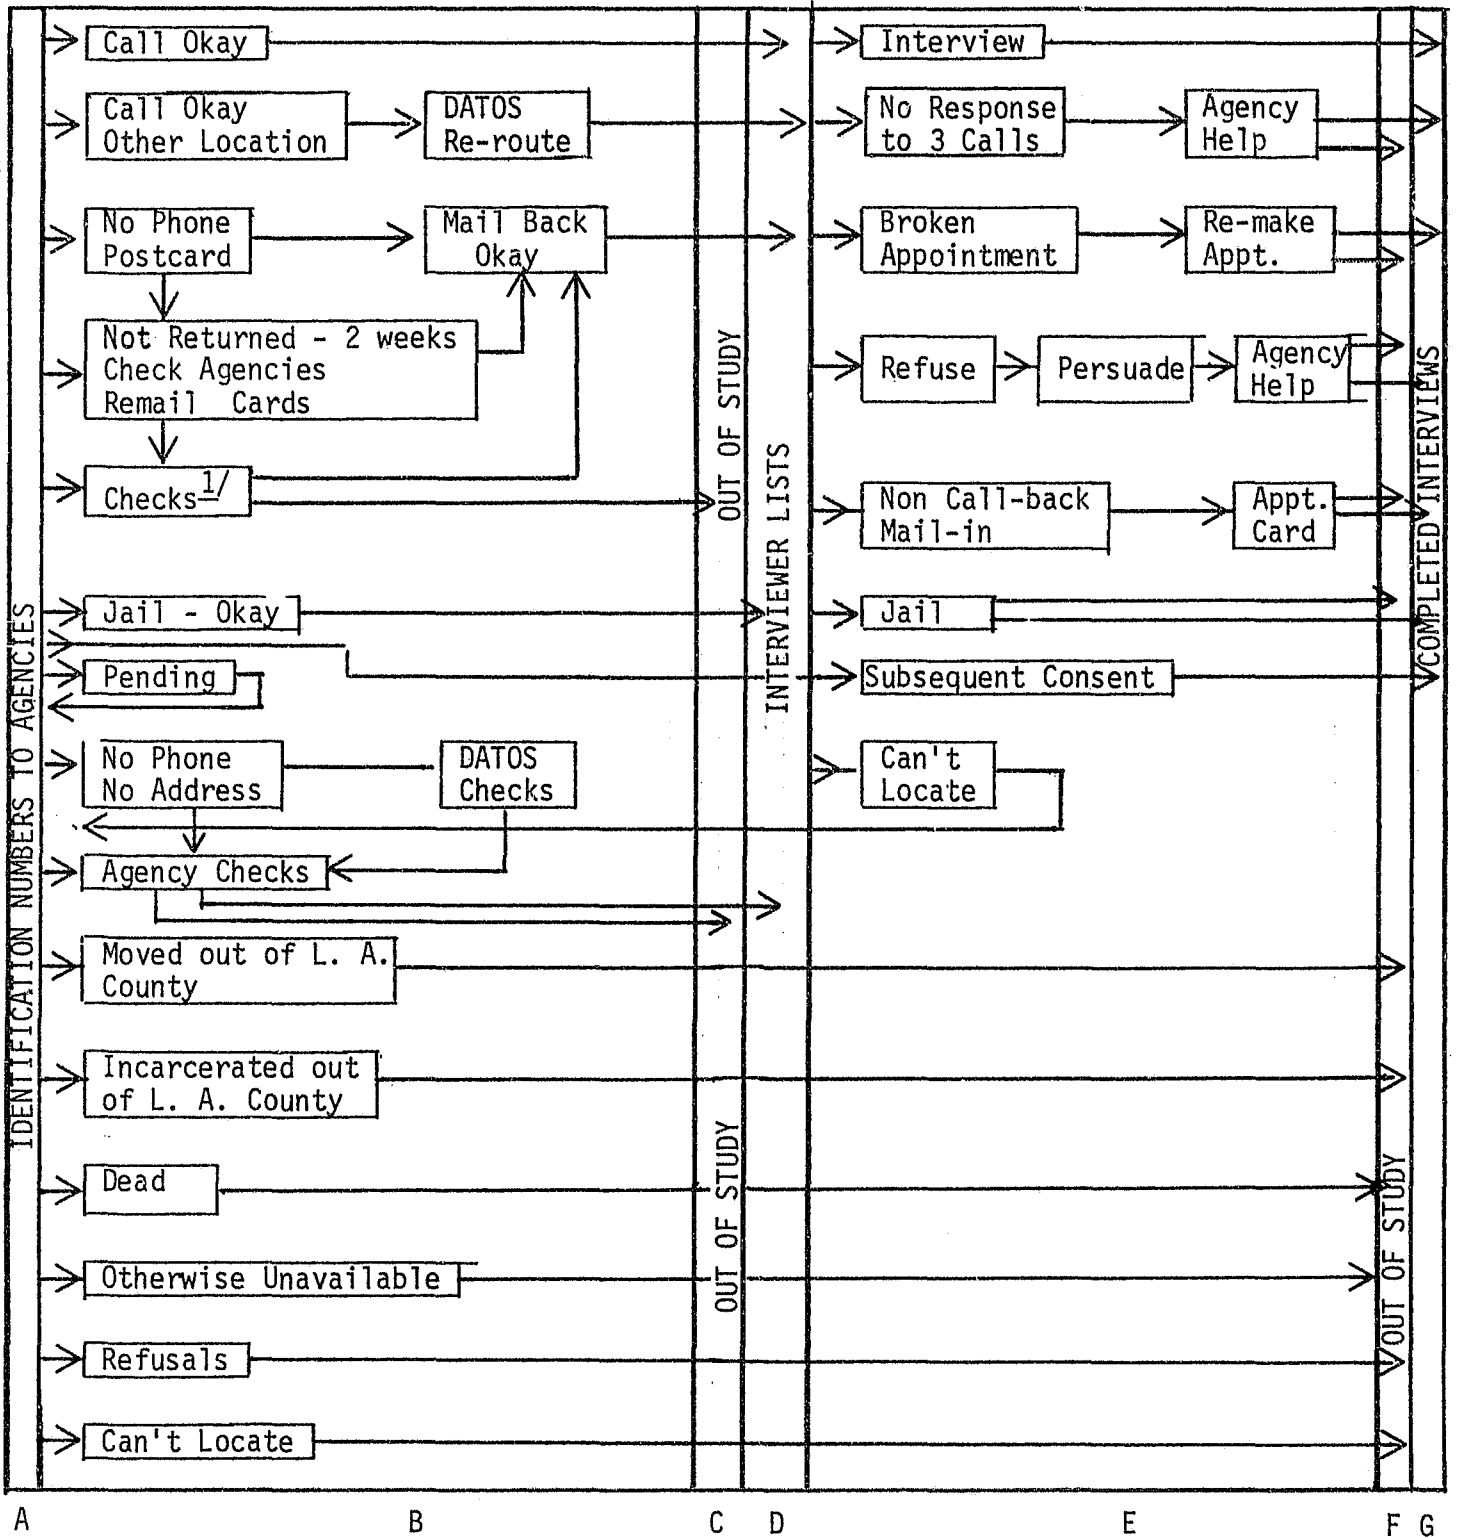 IDENTIFICATION NUMBERS TO AGENCIES
Call Okay
Call Okay
Other Location
DATOS
Re-route
No Phone
Postcard
Mail Back
Okay
Not Returned - 2 weeks
Check Agencies
Remail Cards
Checks 1/
Jail - Okay
Pending
No Phone
No Address
DATOS
Checks
Agency Checks
Moved out of L. A.
County
Incarcerated out
of L. A. County
Dead
Otherwise Unavailable
Refusals
Can't Locate
OUT OF STUDY
OUT OF STUDY
INTERVIEWER LISTS
Interview
No Response
to 3 Calls
Agency
Help
Broken
Appointment
Re-make
Appt.
Refuse
Persuade
Agency
Help
Non Call-back
Mail-in
Appt.
Card
Jail
Subsequent Consent
Can't
Locate
OUT OF STUDY
COMPLETED INTERVIEWS
A B C D E F G